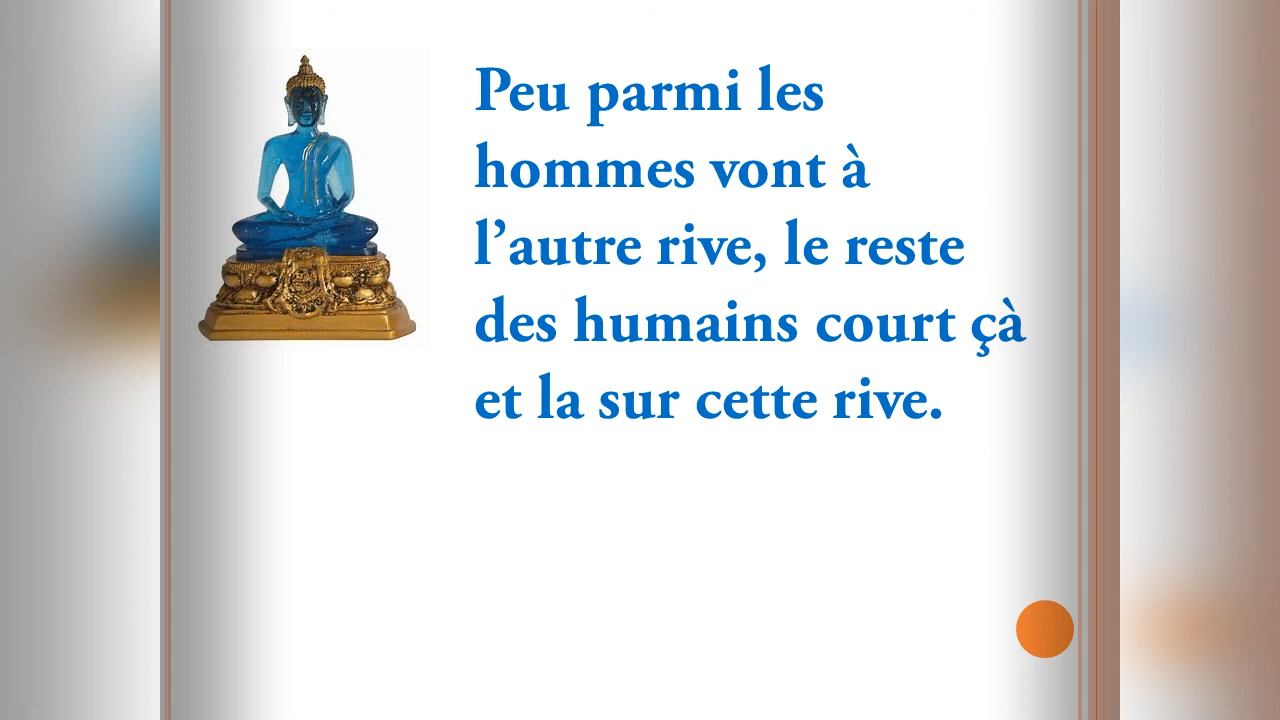 Peu parmi les
hommes vont à
l’autre rive, le reste
des humains court çà
et la sur cette rive.